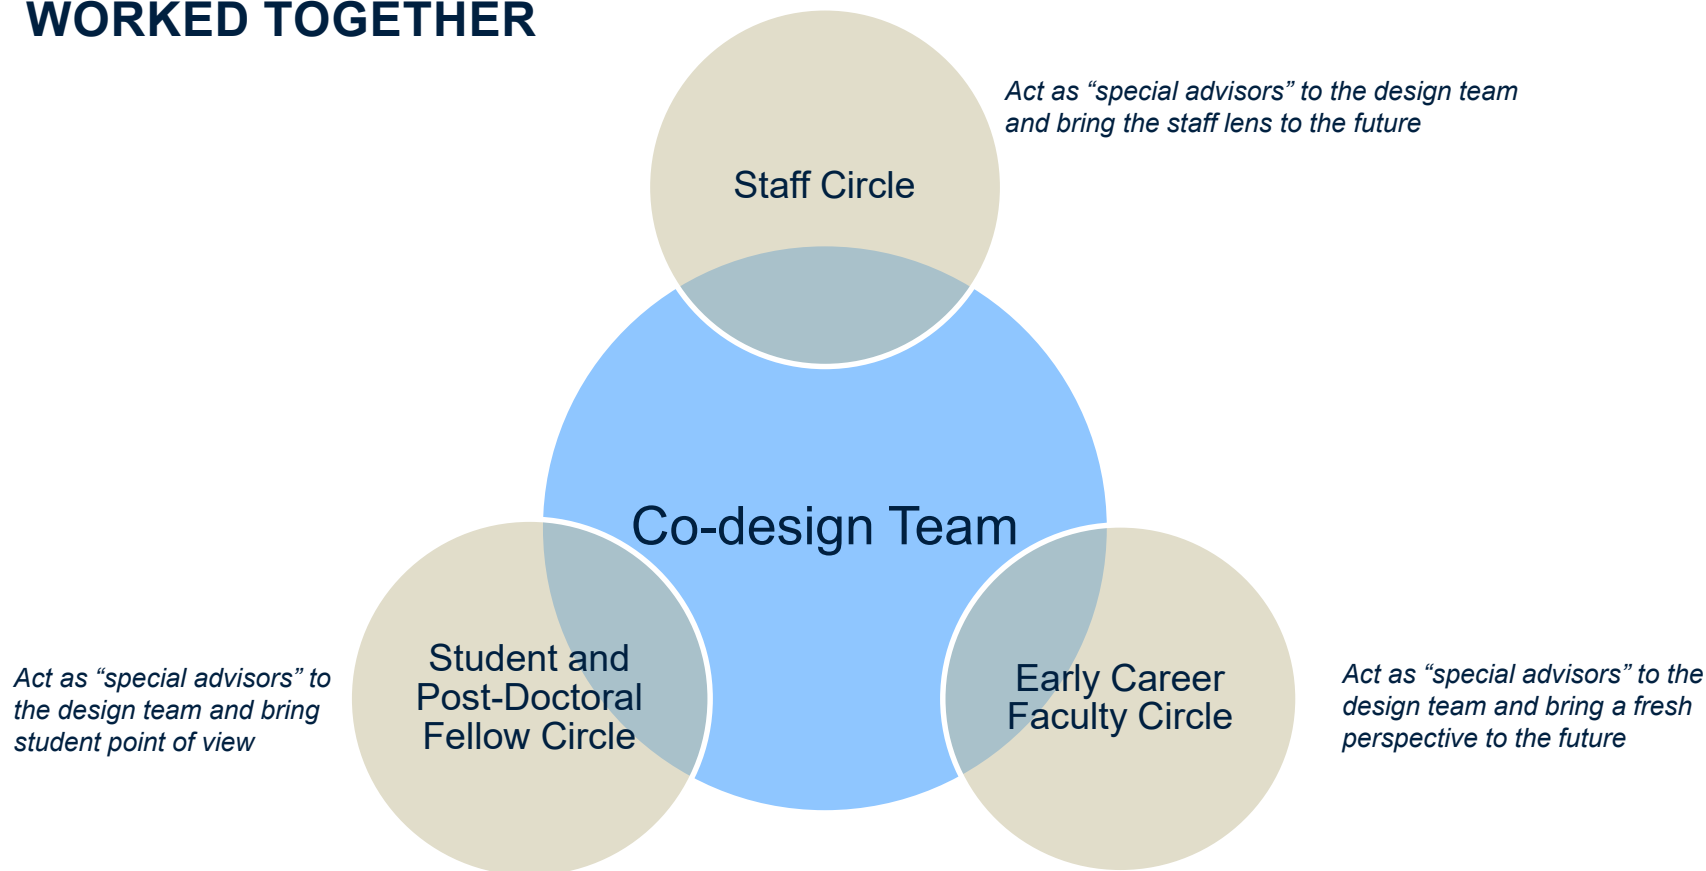 WORKED TOGETHER
Act as “special advisors” to the design team
and bring the staff lens to the future
Staff Circle
Co-design Team
Student and
Post-Doctoral
Fellow Circle
Act as “special advisors” to
the design team and bring
student point of view
Early Career
Faculty Circle
Act as “special advisors” to the
design team and bring a fresh
perspective to the future